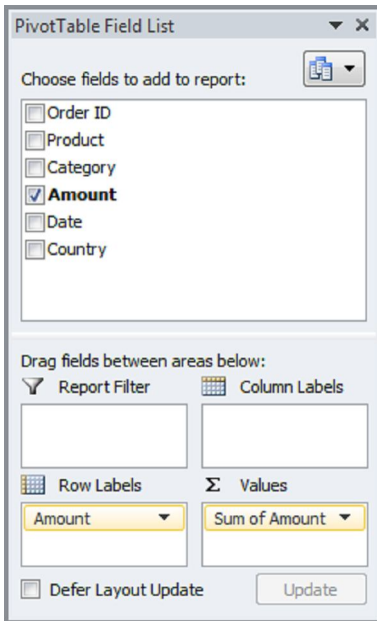 PivotTable Field List
Choose fields to add to report:
Order ID
Product
Category
Amount
Date
Country
Drag fields between areas below:
Report Filter
Column Labels
Row Labels
Σ Values
Amount
Sum of Amount
Defer Layout Update
Update